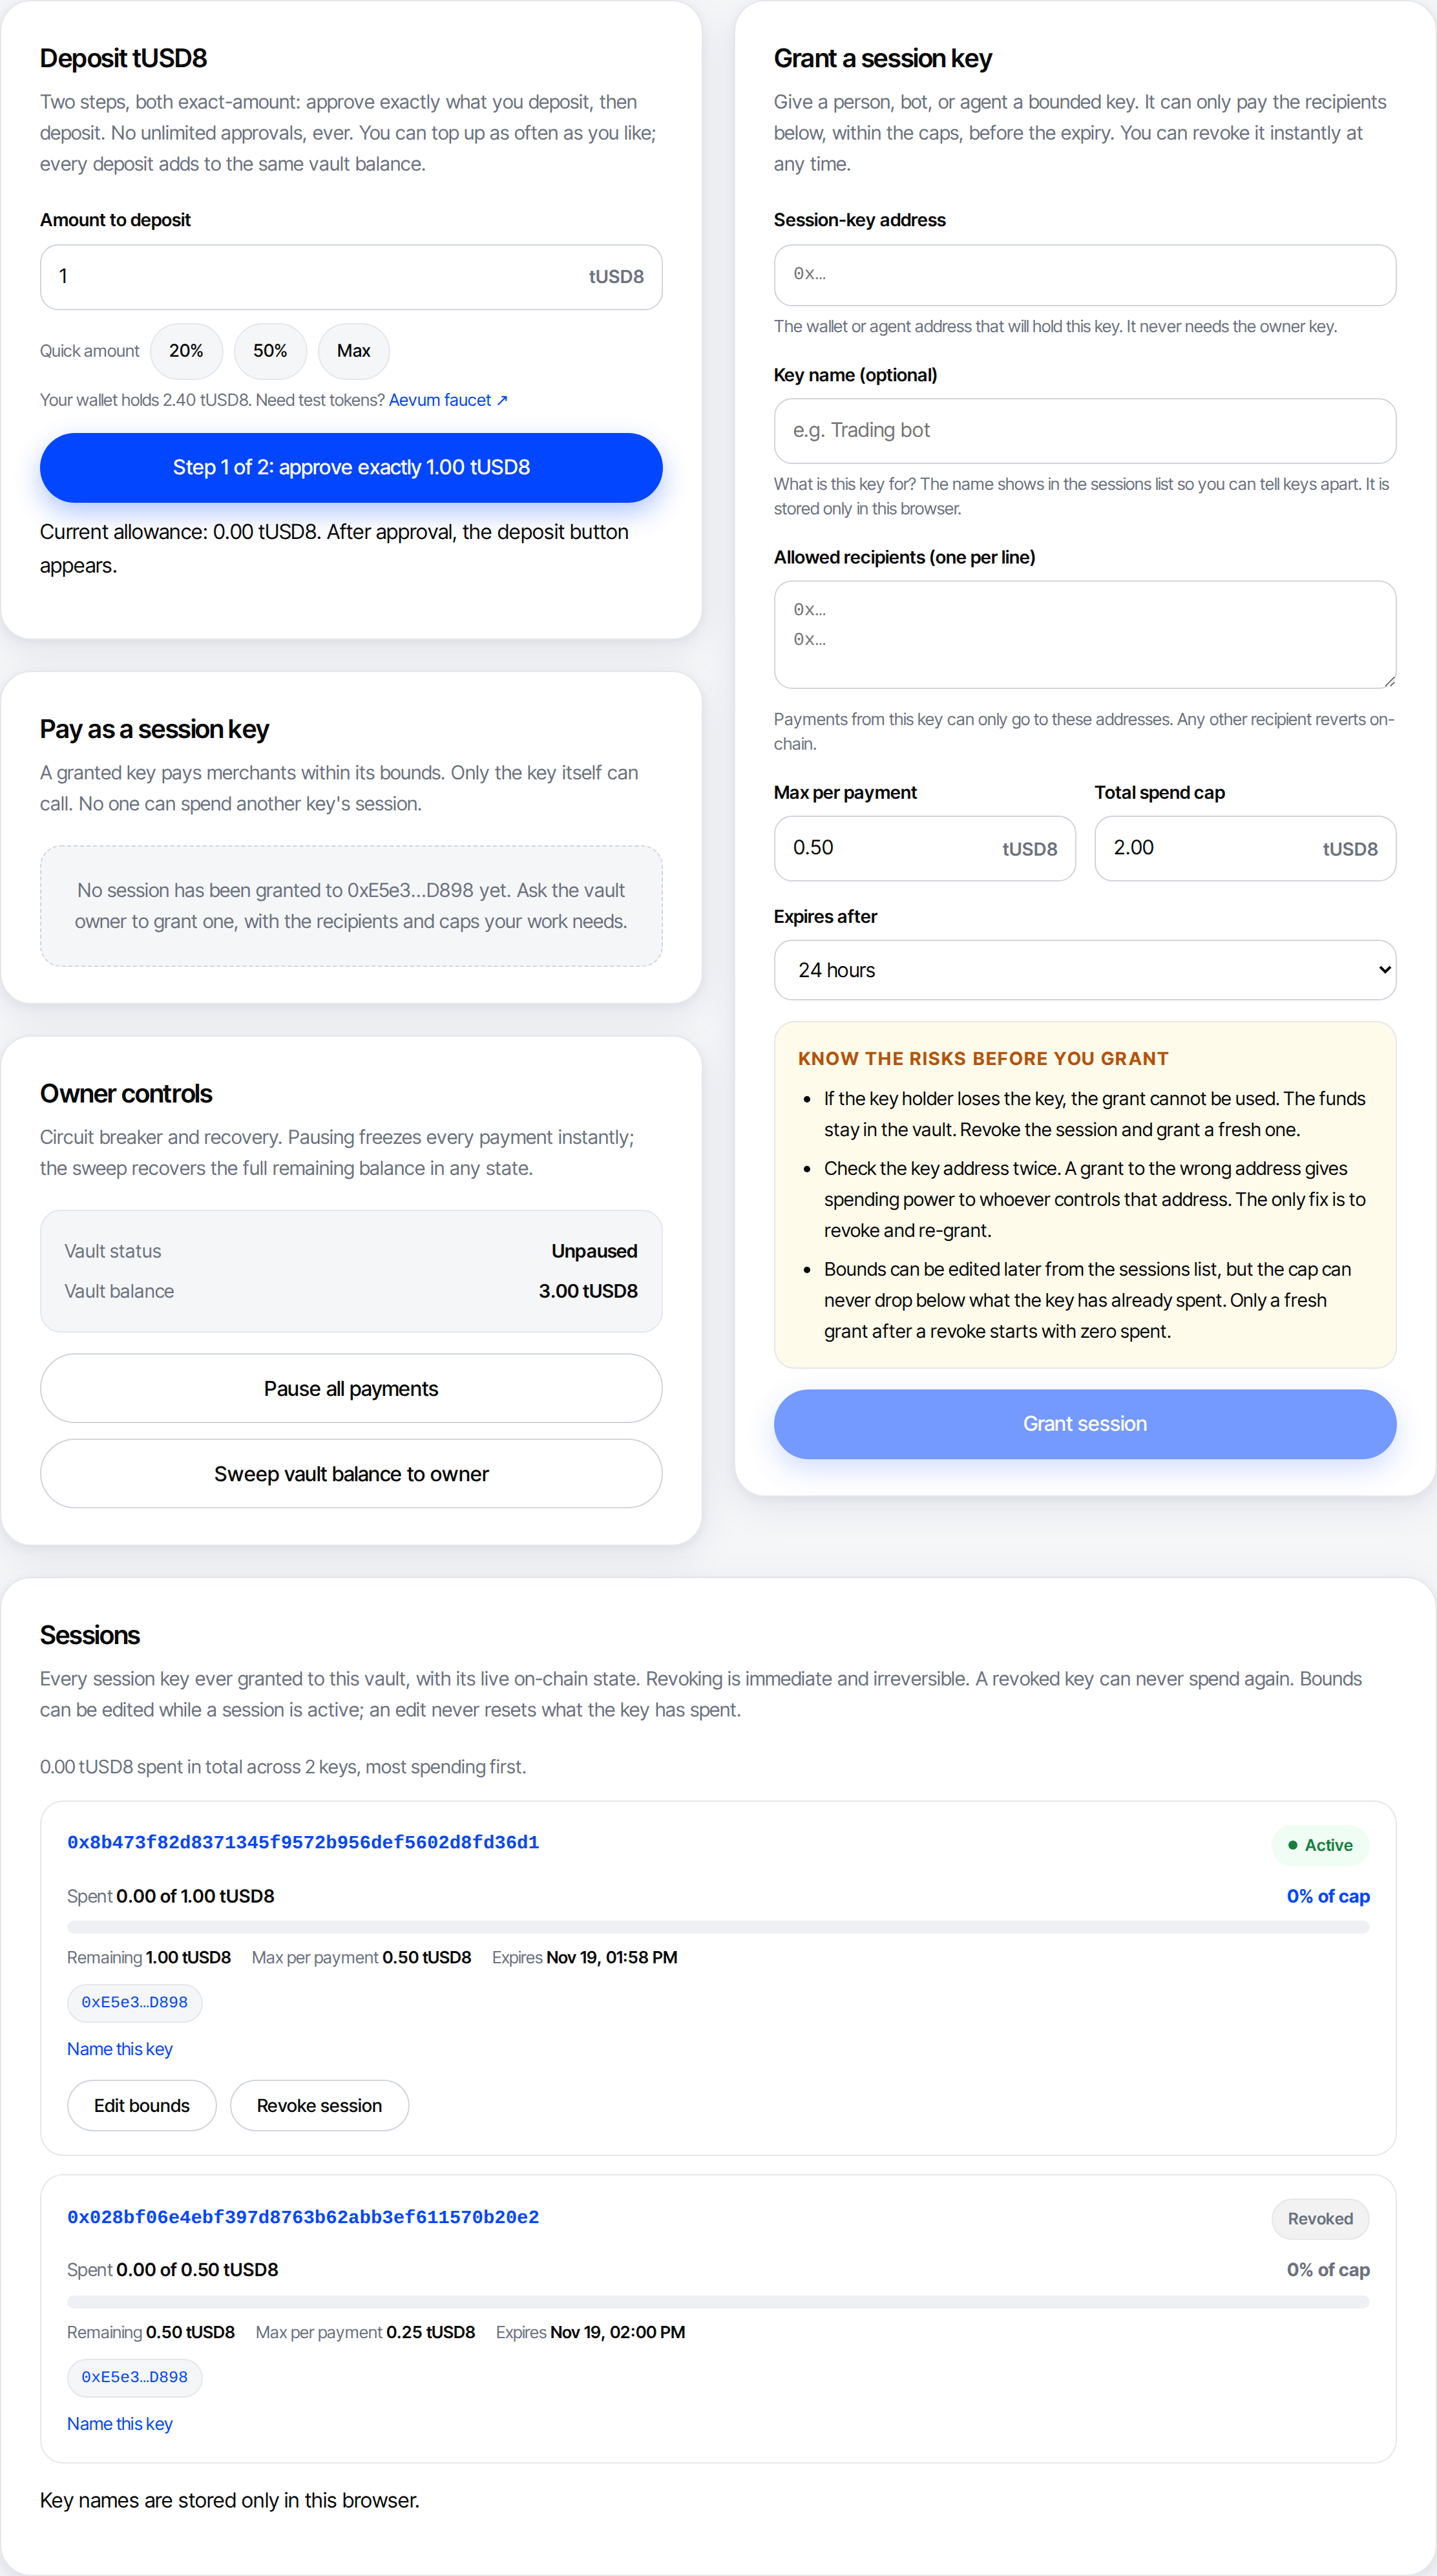 Deposit tUSD8
Two steps, both exact-amount: approve exactly what you deposit, then
deposit. No unlimited approvals, ever. You can top up as often as you like;
every deposit adds to the same vault balance.
Amount to deposit
1 tUSD8
Quick amount 20% 50% Max
Your wallet holds 2.40 tUSD8. Need test tokens? Aevum faucet ↗
Step 1 of 2: approve exactly 1.00 tUSD8
Current allowance: 0.00 tUSD8. After approval, the deposit button
appears.
Pay as a session key
A granted key pays merchants within its bounds. Only the key itself can
call. No one can spend another key's session.
No session has been granted to 0xE5e3…D898 yet. Ask the vault
owner to grant one, with the recipients and caps your work needs.
Owner controls
Circuit breaker and recovery. Pausing freezes every payment instantly;
the sweep recovers the full remaining balance in any state.
Vault status Unpaused
Vault balance 3.00 tUSD8
Pause all payments
Sweep vault balance to owner
Grant a session key
Give a person, bot, or agent a bounded key. It can only pay the recipients
below, within the caps, before the expiry. You can revoke it instantly at
any time.
Session-key address
0x…
The wallet or agent address that will hold this key. It never needs the owner key.
Key name (optional)
e.g. Trading bot
What is this key for? The name shows in the sessions list so you can tell keys apart. It is
stored only in this browser.
Allowed recipients (one per line)
0x…
0x…
Payments from this key can only go to these addresses. Any other recipient reverts on-
chain.
Max per payment Total spend cap
0.50 tUSD8 2.00 tUSD8
Expires after
24 hours
KNOW THE RISKS BEFORE YOU GRANT
• If the key holder loses the key, the grant cannot be used. The funds
stay in the vault. Revoke the session and grant a fresh one.
• Check the key address twice. A grant to the wrong address gives
spending power to whoever controls that address. The only fix is to
revoke and re-grant.
• Bounds can be edited later from the sessions list, but the cap can
never drop below what the key has already spent. Only a fresh
grant after a revoke starts with zero spent.
Grant session
Sessions
Every session key ever granted to this vault, with its live on-chain state. Revoking is immediate and irreversible. A revoked key can never spend again. Bounds
can be edited while a session is active; an edit never resets what the key has spent.
0.00 tUSD8 spent in total across 2 keys, most spending first.
0x8b473f82d8371345f9572b956def5602d8fd36d1 Active
Spent 0.00 of 1.00 tUSD8 0% of cap
Remaining 1.00 tUSD8 Max per payment 0.50 tUSD8 Expires Nov 19, 01:58 PM
0xE5e3…D898
Name this key
Edit bounds Revoke session
0x028bf06e4ebf397d8763b62abb3ef611570b20e2 Revoked
Spent 0.00 of 0.50 tUSD8 0% of cap
Remaining 0.50 tUSD8 Max per payment 0.25 tUSD8 Expires Nov 19, 02:00 PM
0xE5e3…D898
Name this key
Key names are stored only in this browser.